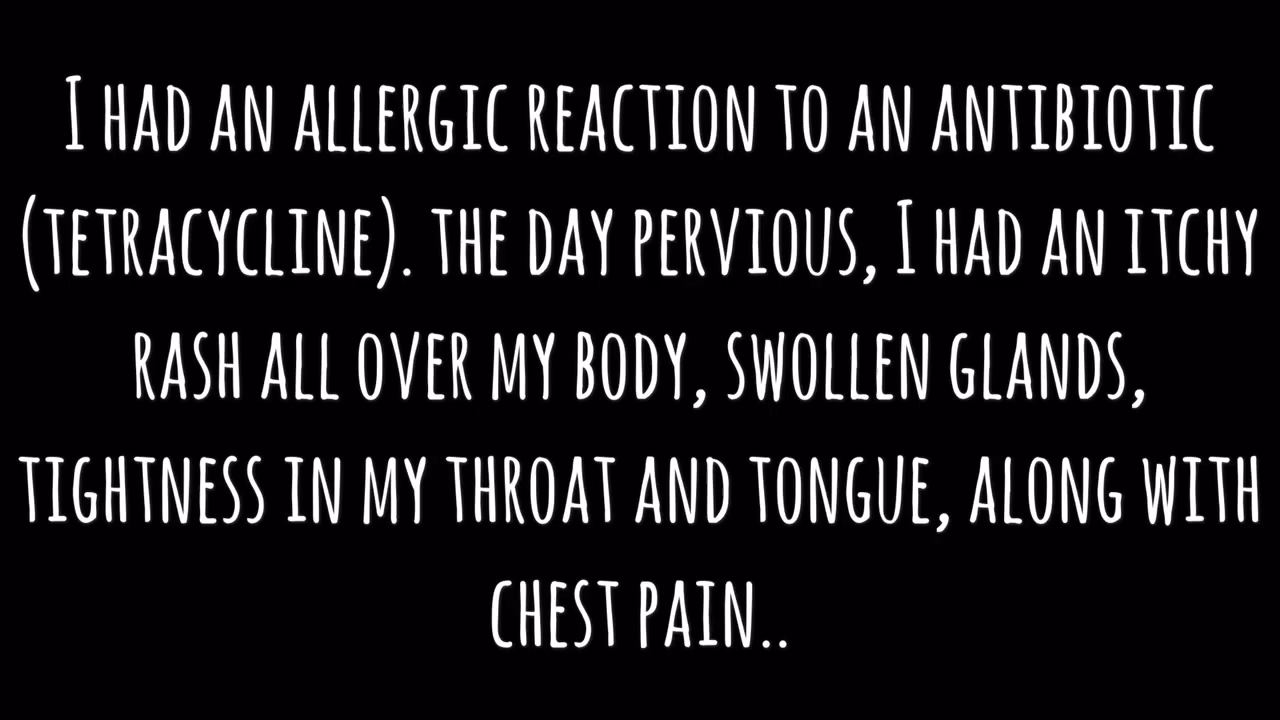 I HAD AN ALLERGIC REACTION TO AN ANTIBIOTIC
(TETRACYCLINE). THE DAY PERVIOUS, I HAD AN ITCHY
RASH ALL OVER MY BODY, SWOLLEN GLANDS,
TIGHTNESS IN MY THROAT AND TONGUE, ALONG WITH
CHEST PAIN..